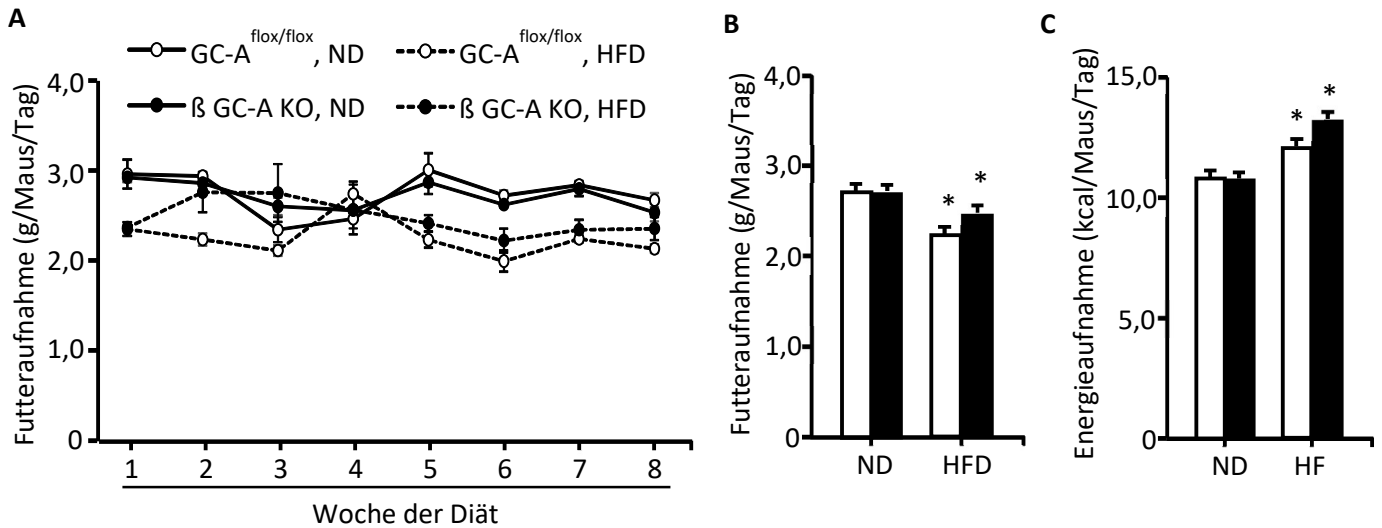 A
GC-A flox/flox, ND
GC-A flox/flox, HFD
ß GC-A KO, ND
ß GC-A KO, HFD
Futteraufnahme (g/Maus/Tag)
4,0
3,0
2,0
1,0
0
1 2 3 4 5 6 7 8
Woche der Diät
B
Futteraufnahme (g/Maus/Tag)
4,0
3,0
2,0
1,0
0
* *
ND HFD
C
Energieaufnahme (kcal/Maus/Tag)
15,0
10,0
5,0
0
* *
ND HF